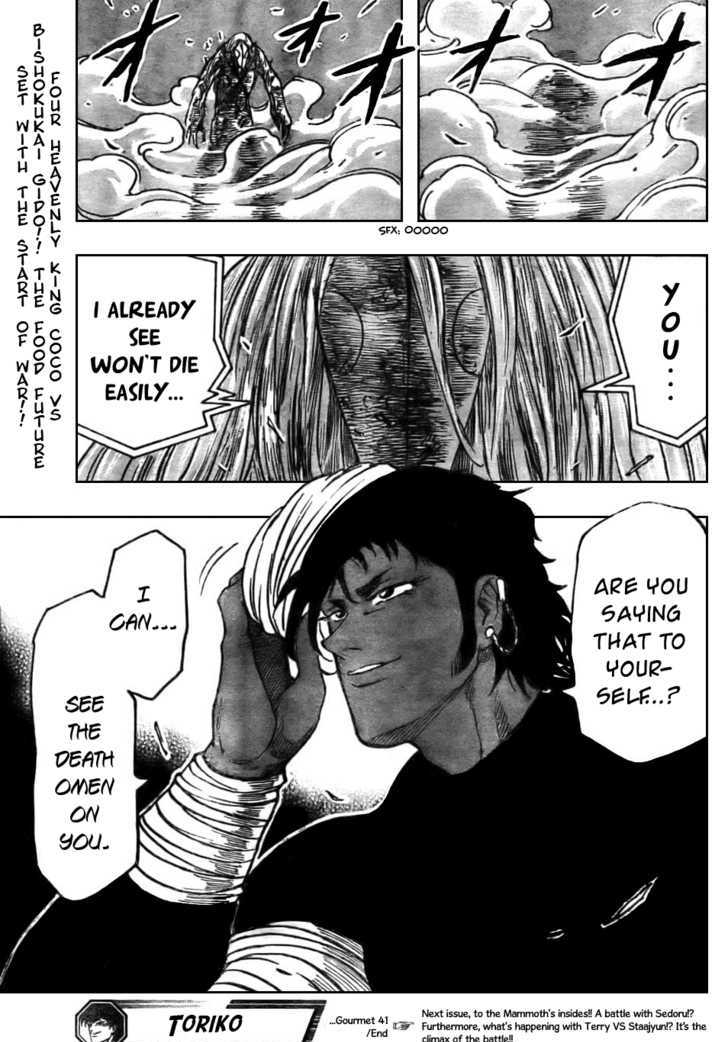 FOUR HEAVENLY KING COCO VS
BISHOKUKAI GIDO!! THE FOOD FUTURE
SET WITH THE START OF WAR!!
SFX: OOOOO
YOU...
I ALREADY
SEE
WON'T DIE
EASILY...
ARE YOU
SAYING
THAT TO
YOUR-
SELF...?
I
CAN...
SEE
THE
DEATH
OMEN
ON
YOU.
TORIKO
...Gourmet 41
/End
Next issue, to the Mammoth's insides!! A battle with Sedoru!?
Furthermore, what's happening with Terry VS Staajyun!? It's the
climax of the battle!!